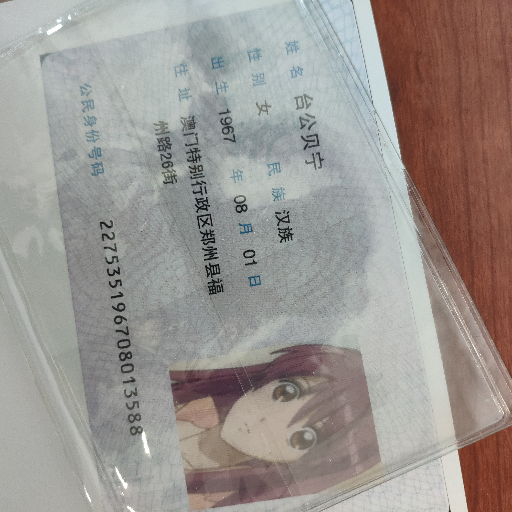 姓名 台公贝宁
性别 女 民族 汉族
出生 1967 年 08 月 01 日
住址 澳门特别行政区郑州县福
州路26街
公民身份号码 227535196708013588